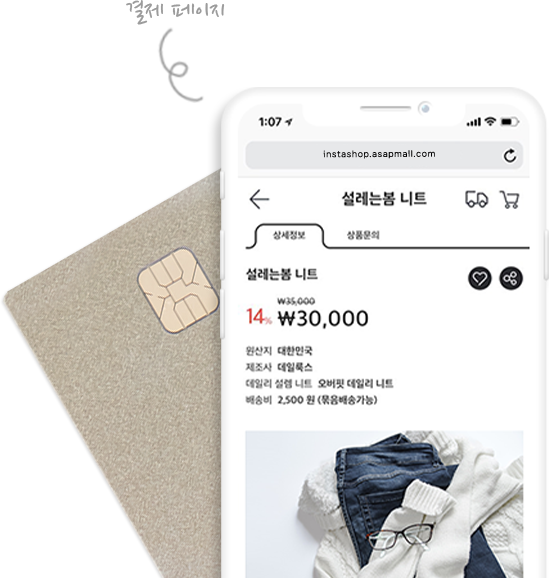 결제 페이지
1:07
instashop.asapmall.com
설레는봄 니트
상세정보 상품문의
설레는봄 니트
₩35,000
14% ₩30,000
원산지 대한민국
제조사 데일룩스
데일리 설렘 니트 오버핏 데일리 니트
배송비 2,500 원 (묶음배송가능)